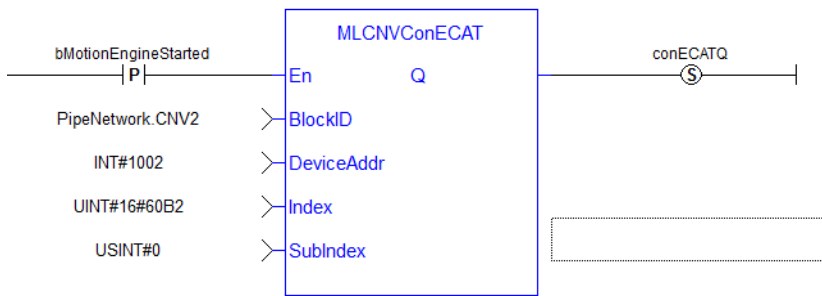 MLCNVConECAT
bMotionEngineStarted
conECATQ
P
En
Q
S
PipeNetwork.CNV2
BlockID
INT#1002
DeviceAddr
UINT#16#60B2
Index
USINT#0
SubIndex